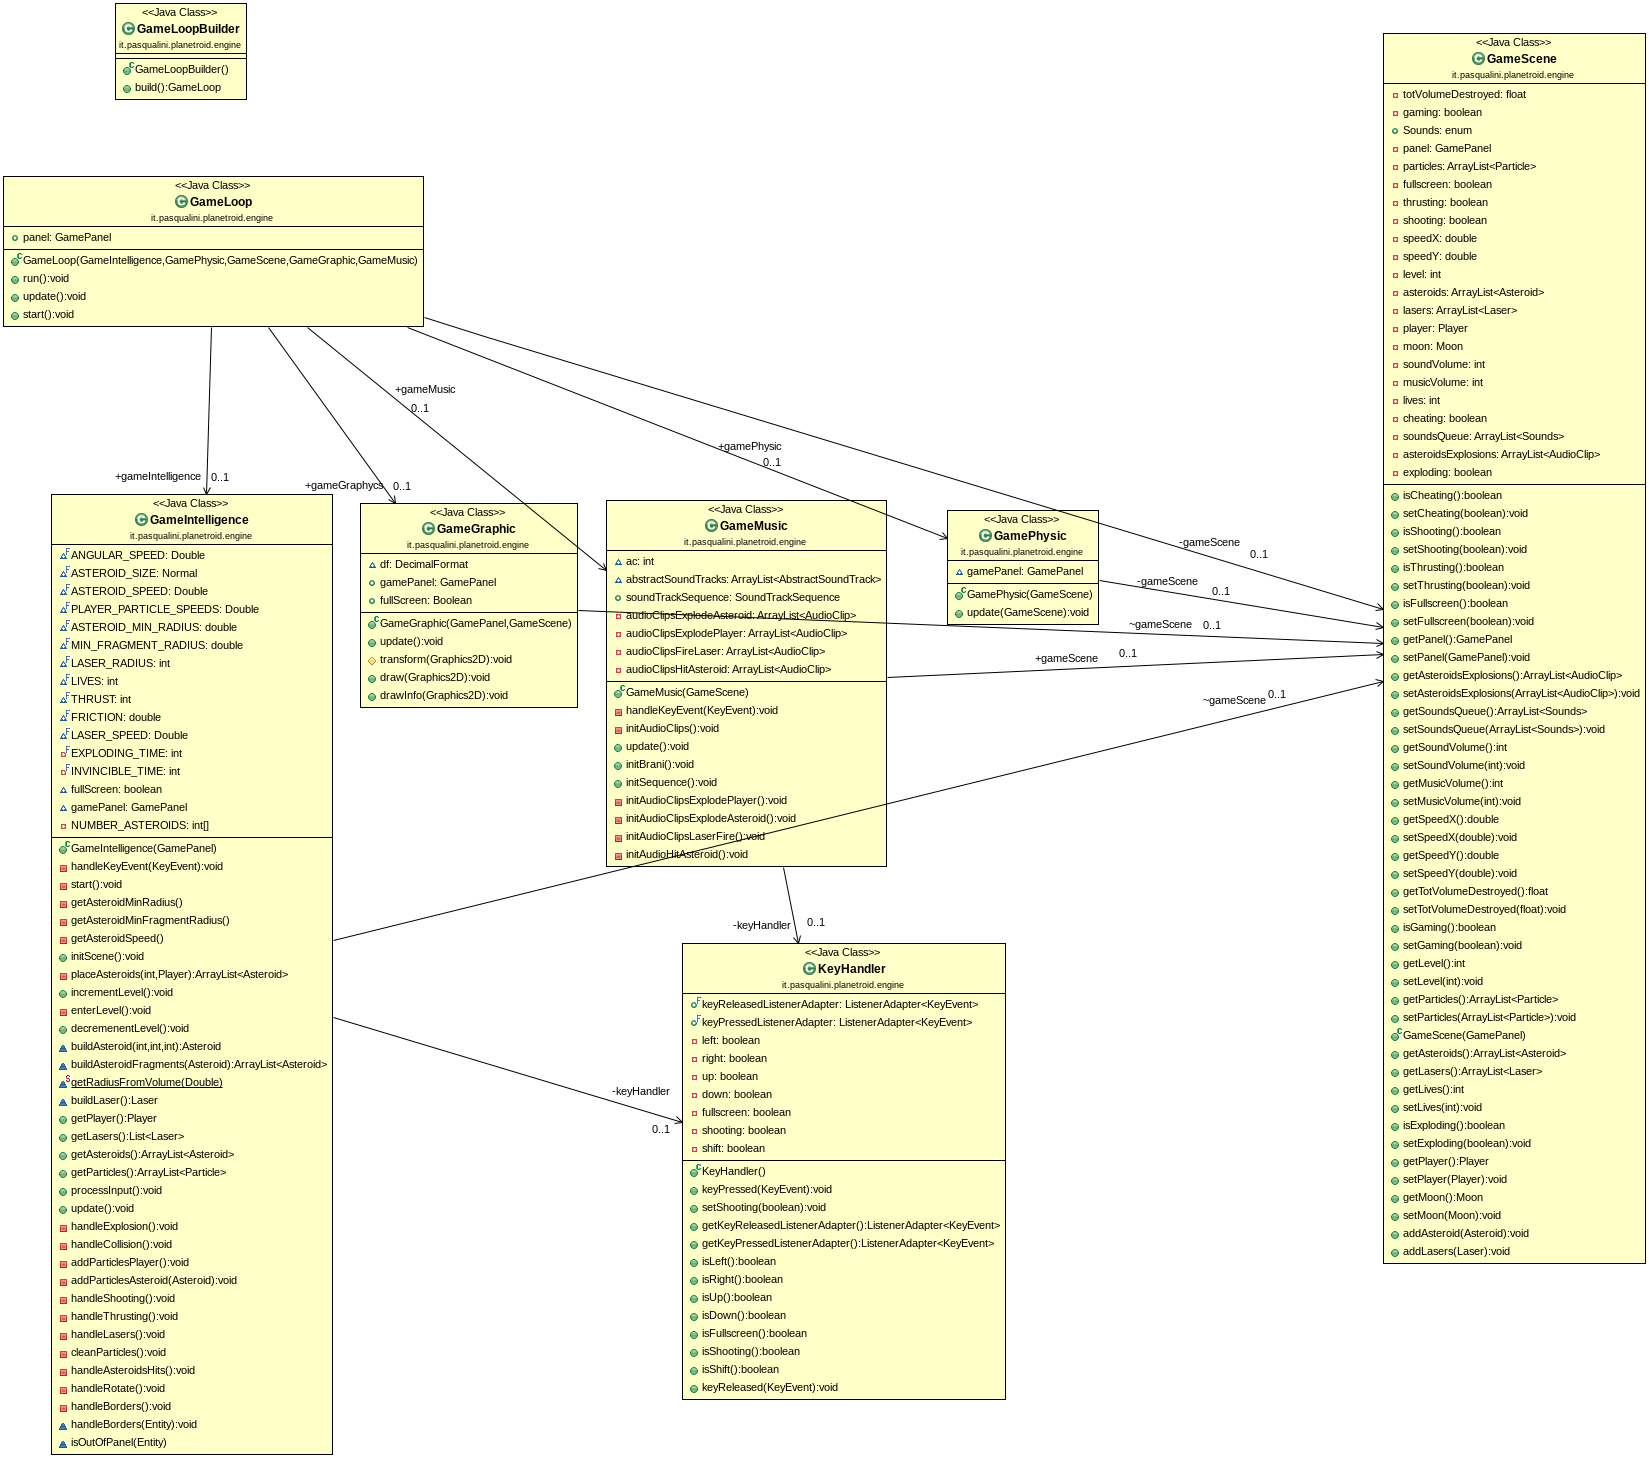 <<Java Class>>
GameLoopBuilder
it.pasqualini.planetroid.engine
GameLoopBuilder()
build():GameLoop
<<Java Class>>
GameLoop
it.pasqualini.planetroid.engine
panel: GamePanel
GameLoop(GameIntelligence,GamePhysic,GameScene,GameGraphic,GameMusic)
run():void
update():void
start():void
+gameIntelligence
0..1
+gameGraphycs
0..1
+gameMusic
0..1
+gamePhysic
0..1
-gameScene
0..1
<<Java Class>>
GameIntelligence
it.pasqualini.planetroid.engine
ANGULAR_SPEED: Double
ASTEROID_SIZE: Normal
ASTEROID_SPEED: Double
PLAYER_PARTICLE_SPEEDS: Double
ASTEROID_MIN_RADIUS: double
MIN_FRAGMENT_RADIUS: double
LASER_RADIUS: int
LIVES: int
THRUST: int
FRICTION: double
LASER_SPEED: Double
EXPLODING_TIME: int
INVINCIBLE_TIME: int
fullScreen: boolean
gamePanel: GamePanel
NUMBER_ASTEROIDS: int[]
GameIntelligence(GamePanel)
handleKeyEvent(KeyEvent):void
start():void
getAsteroidMinRadius()
getAsteroidMinFragmentRadius()
getAsteroidSpeed()
initScene():void
placeAsteroids(int,Player):ArrayList<Asteroid>
incrementLevel():void
enterLevel():void
decremenentLevel():void
buildAsteroid(int,int,int):Asteroid
buildAsteroidFragments(Asteroid):ArrayList<Asteroid>
getRadiusFromVolume(Double)
buildLaser():Laser
getPlayer():Player
getLasers():List<Laser>
getAsteroids():ArrayList<Asteroid>
getParticles():ArrayList<Particle>
processInput():void
update():void
handleExplosion():void
handleCollision():void
addParticlesPlayer():void
addParticlesAsteroid(Asteroid):void
handleShooting():void
handleThrusting():void
handleLasers():void
cleanParticles():void
handleAsteroidsHits():void
handleRotate():void
handleBorders():void
handleBorders(Entity):void
isOutOfPanel(Entity)
<<Java Class>>
GameGraphic
it.pasqualini.planetroid.engine
df: DecimalFormat
gamePanel: GamePanel
fullScreen: Boolean
GameGraphic(GamePanel,GameScene)
update():void
transform(Graphics2D):void
draw(Graphics2D):void
drawInfo(Graphics2D):void
<<Java Class>>
GameMusic
it.pasqualini.planetroid.engine
ac: int
abstractSoundTracks: ArrayList<AbstractSoundTrack>
soundTrackSequence: SoundTrackSequence
audioClipsExplodeAsteroid: ArrayList<AudioClip>
audioClipsExplodePlayer: ArrayList<AudioClip>
audioClipsFireLaser: ArrayList<AudioClip>
audioClipsHitAsteroid: ArrayList<AudioClip>
GameMusic(GameScene)
handleKeyEvent(KeyEvent):void
initAudioClips():void
update():void
initBrani():void
initSequence():void
initAudioClipsExplodePlayer():void
initAudioClipsExplodeAsteroid():void
initAudioClipsLaserFire():void
initAudioHitAsteroid():void
<<Java Class>>
GamePhysic
it.pasqualini.planetroid.engine
gamePanel: GamePanel
GamePhysic(GameScene)
update(GameScene):void
-gameScene
0..1
~gameScene
0..1
+gameScene
0..1
~gameScene
0..1
-keyHandler
0..1
-keyHandler
0..1
<<Java Class>>
KeyHandler
it.pasqualini.planetroid.engine
keyReleasedListenerAdapter: ListenerAdapter<KeyEvent>
keyPressedListenerAdapter: ListenerAdapter<KeyEvent>
left: boolean
right: boolean
up: boolean
down: boolean
fullscreen: boolean
shooting: boolean
shift: boolean
KeyHandler()
keyPressed(KeyEvent):void
setShooting(boolean):void
getKeyReleasedListenerAdapter():ListenerAdapter<KeyEvent>
getKeyPressedListenerAdapter():ListenerAdapter<KeyEvent>
isLeft():boolean
isRight():boolean
isUp():boolean
isDown():boolean
isFullscreen():boolean
isShooting():boolean
isShift():boolean
keyReleased(KeyEvent):void
<<Java Class>>
GameScene
it.pasqualini.planetroid.engine
totVolumeDestroyed: float
gaming: boolean
Sounds: enum
panel: GamePanel
particles: ArrayList<Particle>
fullscreen: boolean
thrusting: boolean
shooting: boolean
speedX: double
speedY: double
level: int
asteroids: ArrayList<Asteroid>
lasers: ArrayList<Laser>
player: Player
moon: Moon
soundVolume: int
musicVolume: int
lives: int
cheating: boolean
soundsQueue: ArrayList<Sounds>
asteroidsExplosions: ArrayList<AudioClip>
exploding: boolean
isCheating():boolean
setCheating(boolean):void
isShooting():boolean
setShooting(boolean):void
isThrusting():boolean
setThrusting(boolean):void
isFullscreen():boolean
setFullscreen(boolean):void
getPanel():GamePanel
setPanel(GamePanel):void
getAsteroidsExplosions():ArrayList<AudioClip>
setAsteroidsExplosions(ArrayList<AudioClip>):void
getSoundsQueue():ArrayList<Sounds>
setSoundsQueue(ArrayList<Sounds>):void
getSoundVolume():int
setSoundVolume(int):void
getMusicVolume():int
setMusicVolume(int):void
getSpeedX():double
setSpeedX(double):void
getSpeedY():double
setSpeedY(double):void
getTotVolumeDestroyed():float
setTotVolumeDestroyed(float):void
isGaming():boolean
setGaming(boolean):void
getLevel():int
setLevel(int):void
getParticles():ArrayList<Particle>
setParticles(ArrayList<Particle>):void
GameScene(GamePanel)
getAsteroids():ArrayList<Asteroid>
getLasers():ArrayList<Laser>
getLives():int
setLives(int):void
isExploding():boolean
setExploding(boolean):void
getPlayer():Player
setPlayer(Player):void
getMoon():Moon
setMoon(Moon):void
addAsteroid(Asteroid):void
addLasers(Laser):void